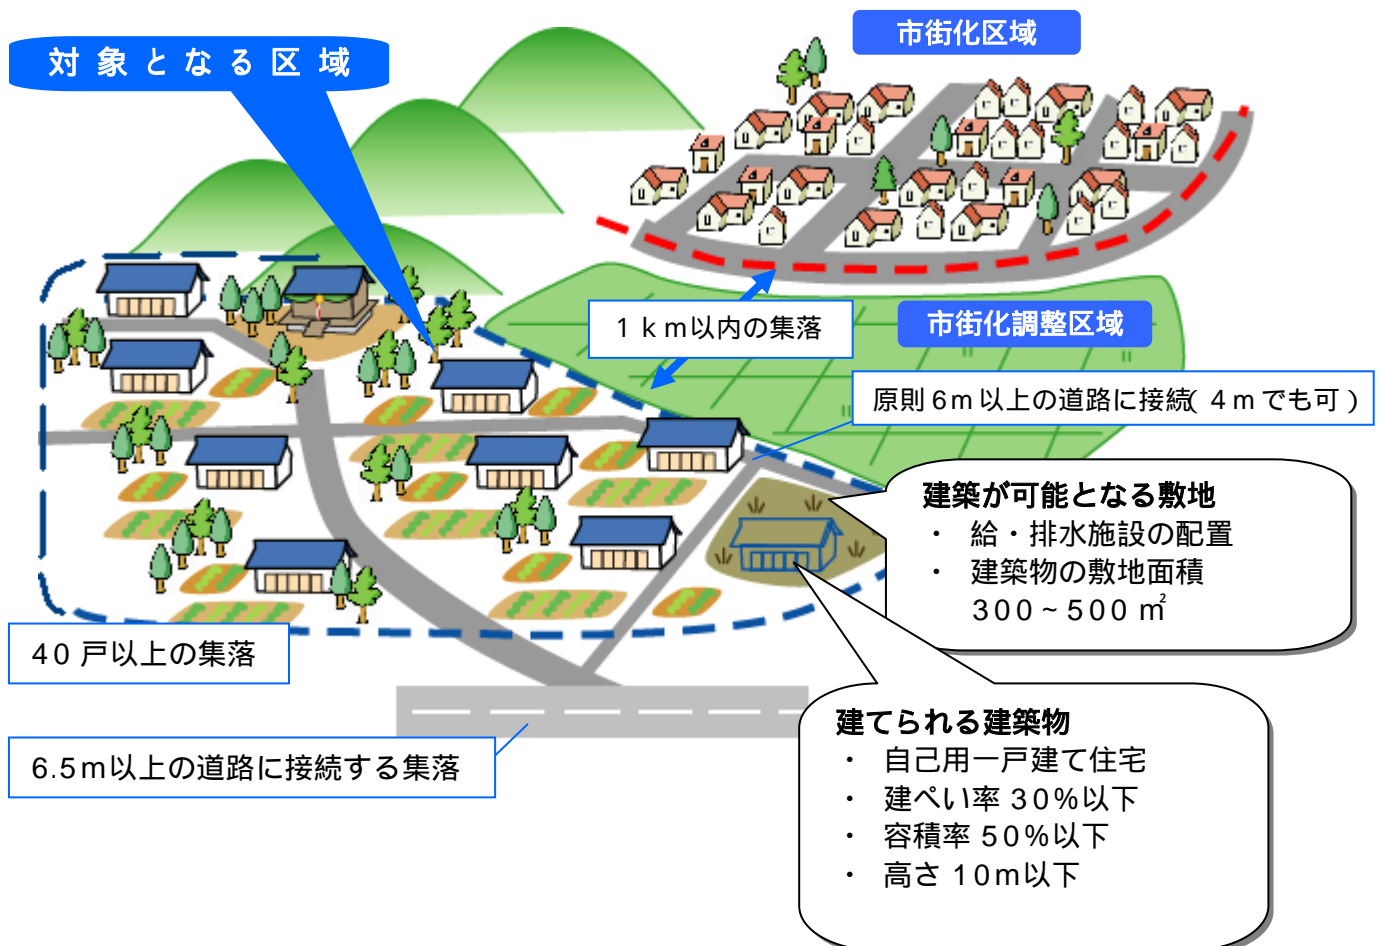 市街化区域
対象となる区域
1km以内の集落
市街化調整区域
原則6m以上の道路に接続(4mでも可)
建築が可能となる敷地
・ 給・排水施設の配置
・ 建築物の敷地面積
300~500㎡
40戸以上の集落
6.5m以上の道路に接続する集落
建てられる建築物
・ 自己用一戸建て住宅
・ 建ぺい率30%以下
・ 容積率50%以下
・ 高さ10m以下